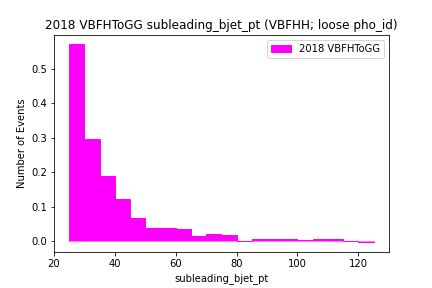 2018 VBFHToGG subleading_bjet_pt (VBFHH; loose pho_id)
2018 VBFHToGG
Number of Events
0.5
0.4
0.3
0.2
0.1
0.0
20 40 60 80 100 120
subleading_bjet_pt